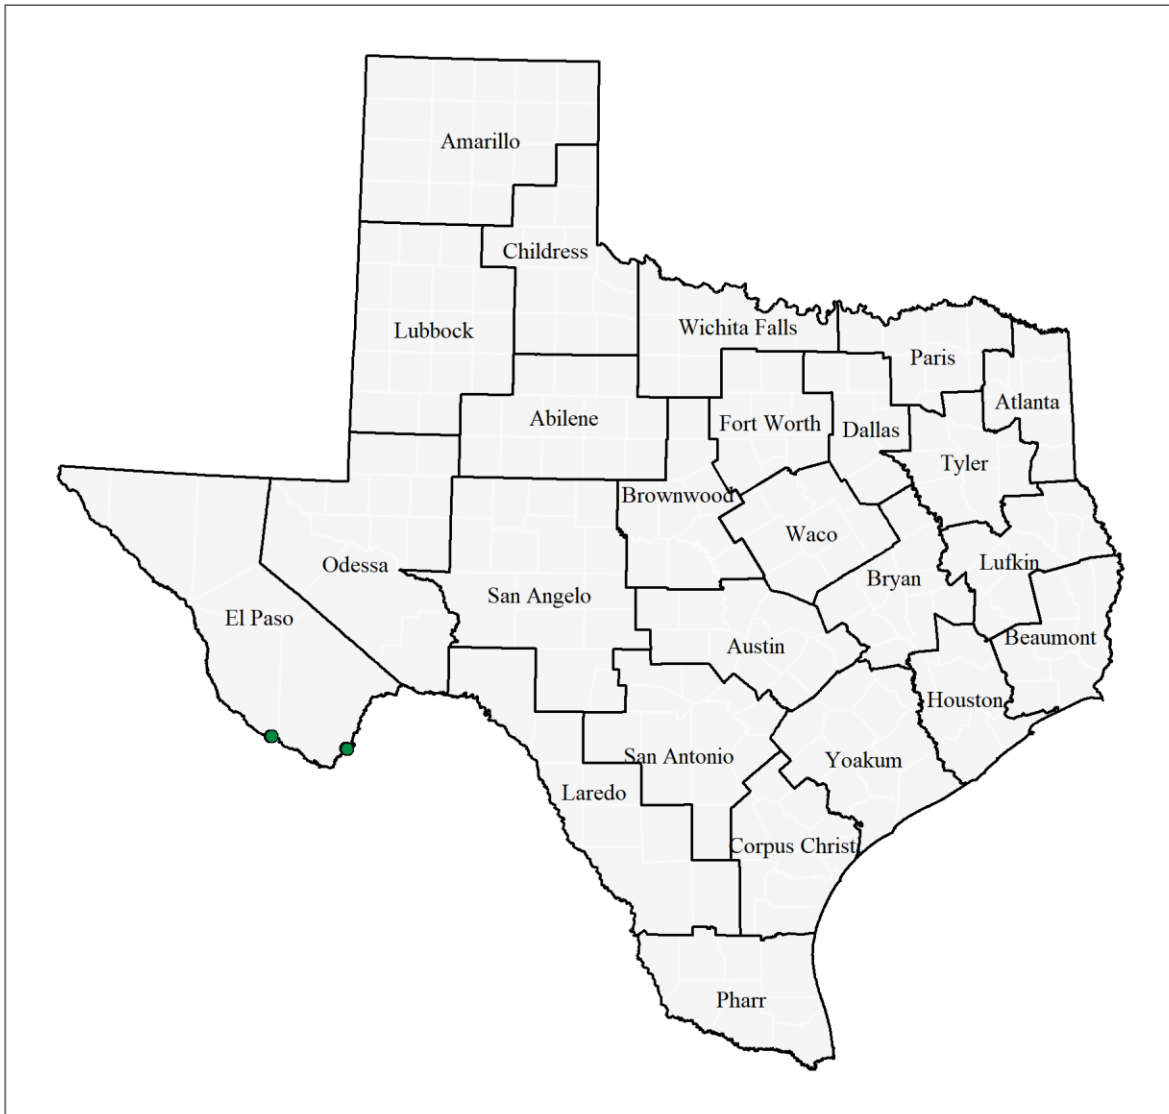 Amarillo
Childress
Lubbock
Wichita Falls
Paris
Atlanta
Abilene
Fort Worth
Dallas
Tyler
Brownwood
Waco
Odessa
Lufkin
Bryan
San Angelo
El Paso
Beaumont
Austin
Houston
San Antonio
Yoakum
Laredo
Corpus Christi
Pharr